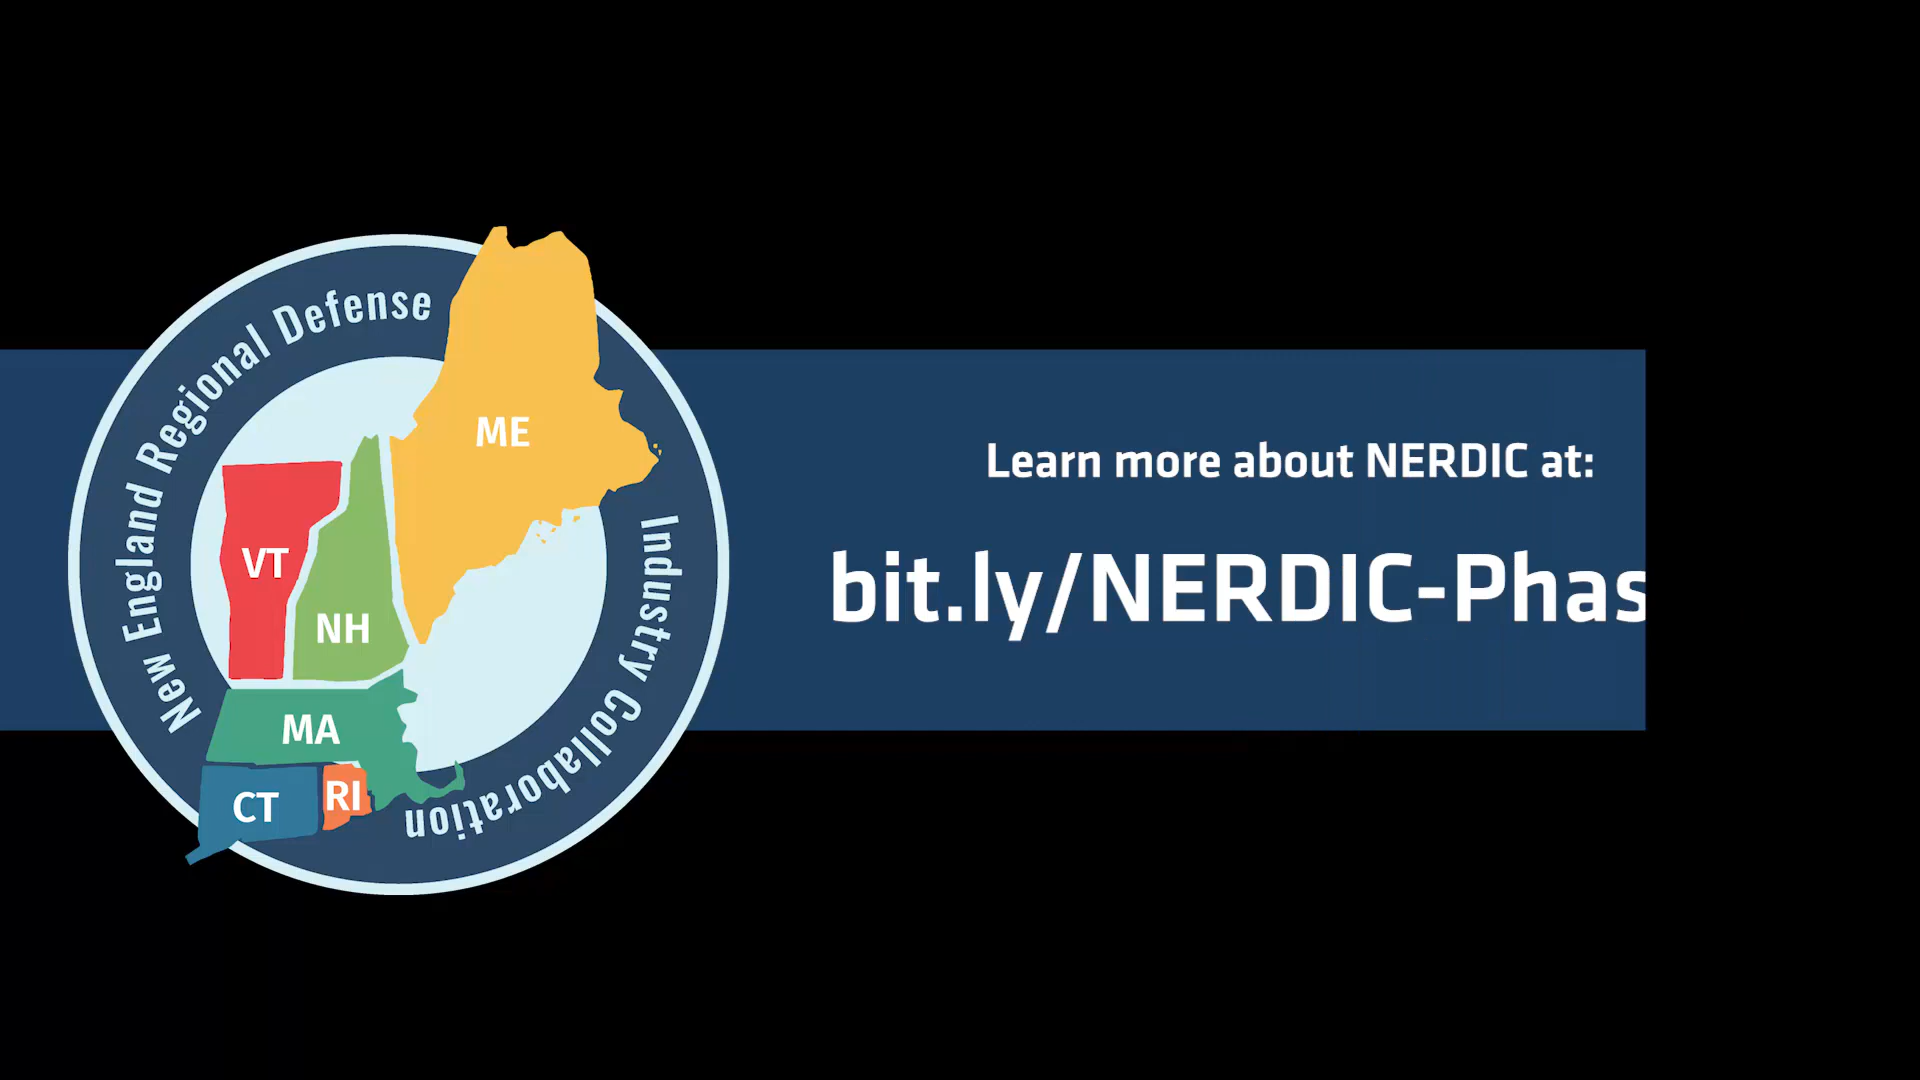 New England Regional Defense
Industry Collaboration
ME
VT
NH
MA
CT
RI
Learn more about NERDIC at:
bit.ly/NERDIC-Phas